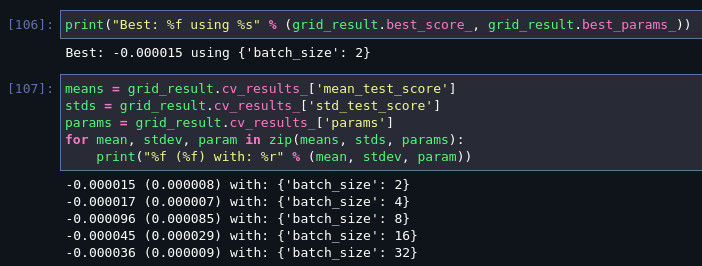 [106]: print("Best: %f using %s" % (grid_result.best_score_, grid_result.best_params_))
Best: -0.000015 using {'batch_size': 2}
[107]: means = grid_result.cv_results_['mean_test_score']
stds = grid_result.cv_results_['std_test_score']
params = grid_result.cv_results_['params']
for mean, stdev, param in zip(means, stds, params):
    print("%f (%f) with: %r" % (mean, stdev, param))
-0.000015 (0.000008) with: {'batch_size': 2}
-0.000017 (0.000007) with: {'batch_size': 4}
-0.000096 (0.000085) with: {'batch_size': 8}
-0.000045 (0.000029) with: {'batch_size': 16}
-0.000036 (0.000009) with: {'batch_size': 32}